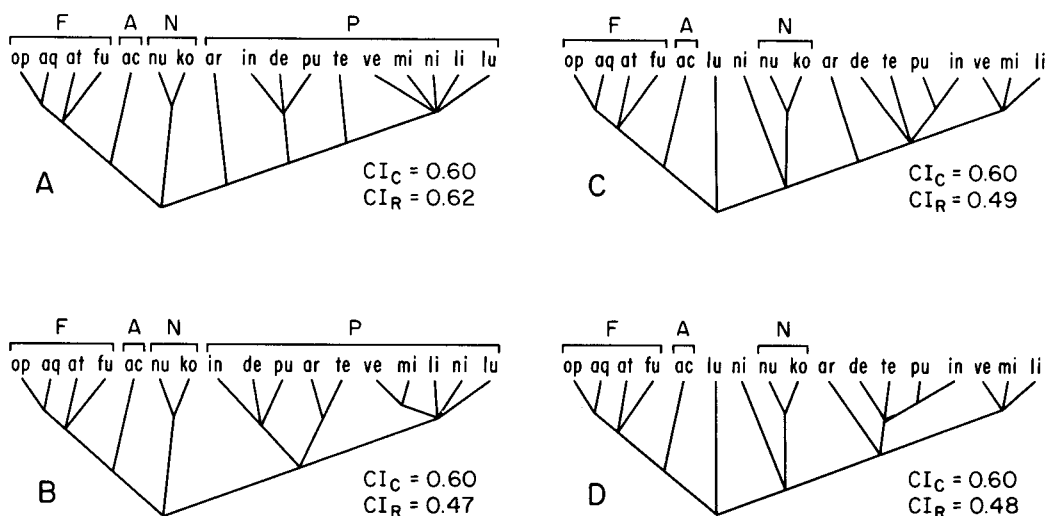 F A N P
op aq at fu ac nu ko ar in de pu te ve mi ni li lu
A
CI_C = 0.60
CI_R = 0.62
F A N
op aq at fu ac lu ni nu ko ar de te pu in ve mi li
C
CI_C = 0.60
CI_R = 0.49
F A N P
op aq at fu ac nu ko in de pu ar te ve mi li ni lu
B
CI_C = 0.60
CI_R = 0.47
F A N
op aq at fu ac lu ni nu ko ar de te pu in ve mi li
D
CI_C = 0.60
CI_R = 0.48